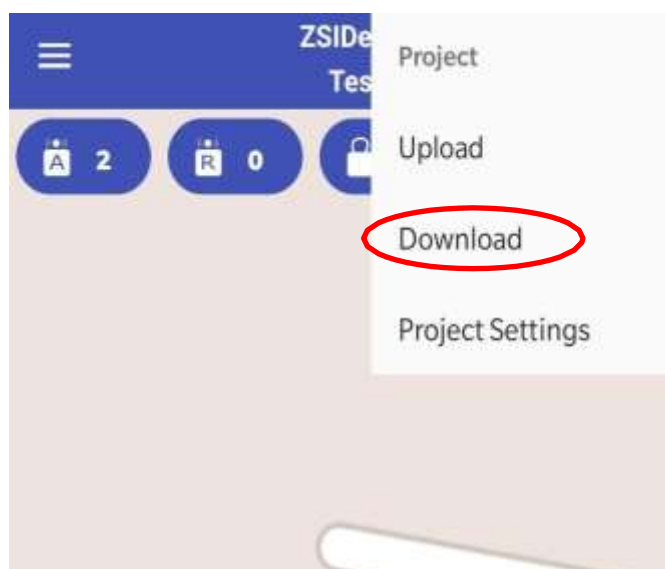 ZSIDe
Tes
A 2
R 0
Project
Upload
Download
Project Settings